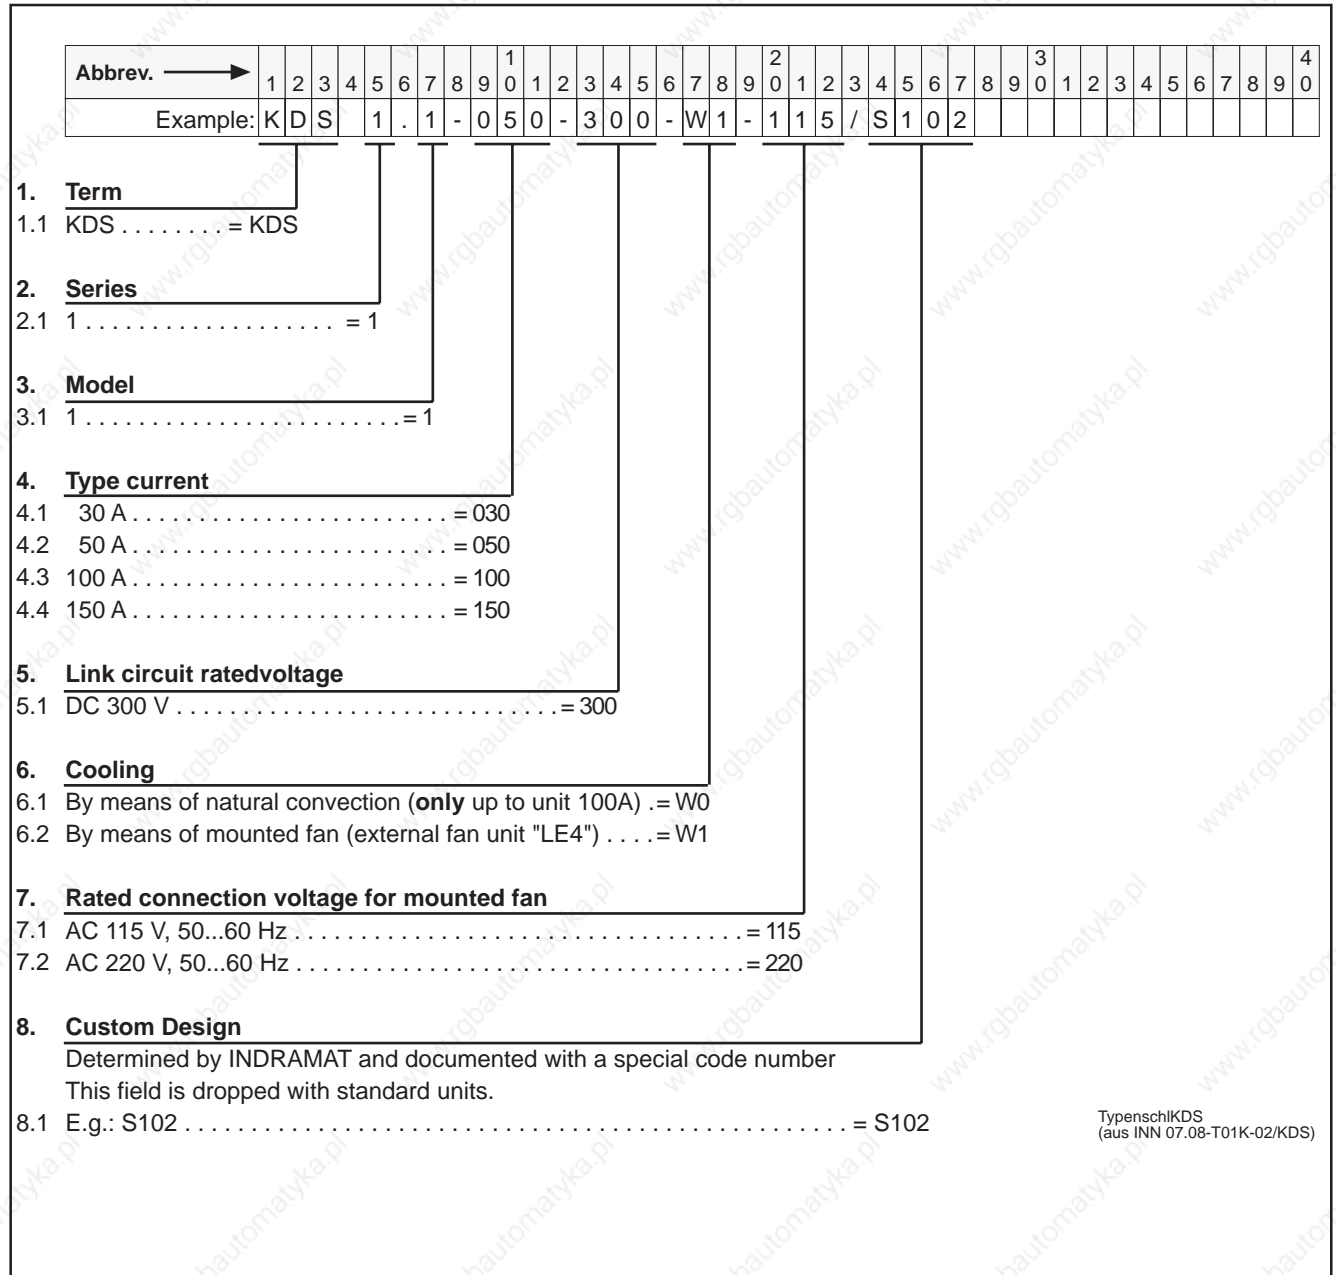 Abbrev. 1 2 3 4 5 6 7 8 9 10 1 2 3 4 5 6 7 8 9 20 1 2 3 4 5 6 7 8 9 30 1 2 3 4 5 6 7 8 9 40
Example: K D S 1 . 1 - 0 5 0 - 3 0 0 - W 1 - 1 1 5 / S 1 0 2
1. Term
1.1 KDS . . . . . . . . = KDS
2. Series
2.1 1 . . . . . . . . . . . . . . . . . . . = 1
3. Model
3.1 1 . . . . . . . . . . . . . . . . . . . . . . . . = 1
4. Type current
4.1 30 A . . . . . . . . . . . . . . . . . . . . . . . . = 030
4.2 50 A . . . . . . . . . . . . . . . . . . . . . . . . = 050
4.3 100 A . . . . . . . . . . . . . . . . . . . . . . . . = 100
4.4 150 A . . . . . . . . . . . . . . . . . . . . . . . . = 150
5. Link circuit ratedvoltage
5.1 DC 300 V . . . . . . . . . . . . . . . . . . . . . . . . . . . . . = 300
6. Cooling
6.1 By means of natural convection (only up to unit 100A) . = W0
6.2 By means of mounted fan (external fan unit "LE4") . . . . = W1
7. Rated connection voltage for mounted fan
7.1 AC 115 V, 50...60 Hz . . . . . . . . . . . . . . . . . . . . . . . . . . . . . . . . . . = 115
7.2 AC 220 V, 50...60 Hz . . . . . . . . . . . . . . . . . . . . . . . . . . . . . . . . . . = 220
8. Custom Design
Determined by INDRAMAT and documented with a special code number
This field is dropped with standard units.
8.1 E.g.: S102 . . . . . . . . . . . . . . . . . . . . . . . . . . . . . . . . . . . . . . . . . . . . . . . . . . = S102
TypenschlKDS
(aus INN 07.08-T01K-02/KDS)
www.rgbautomatyka.pl